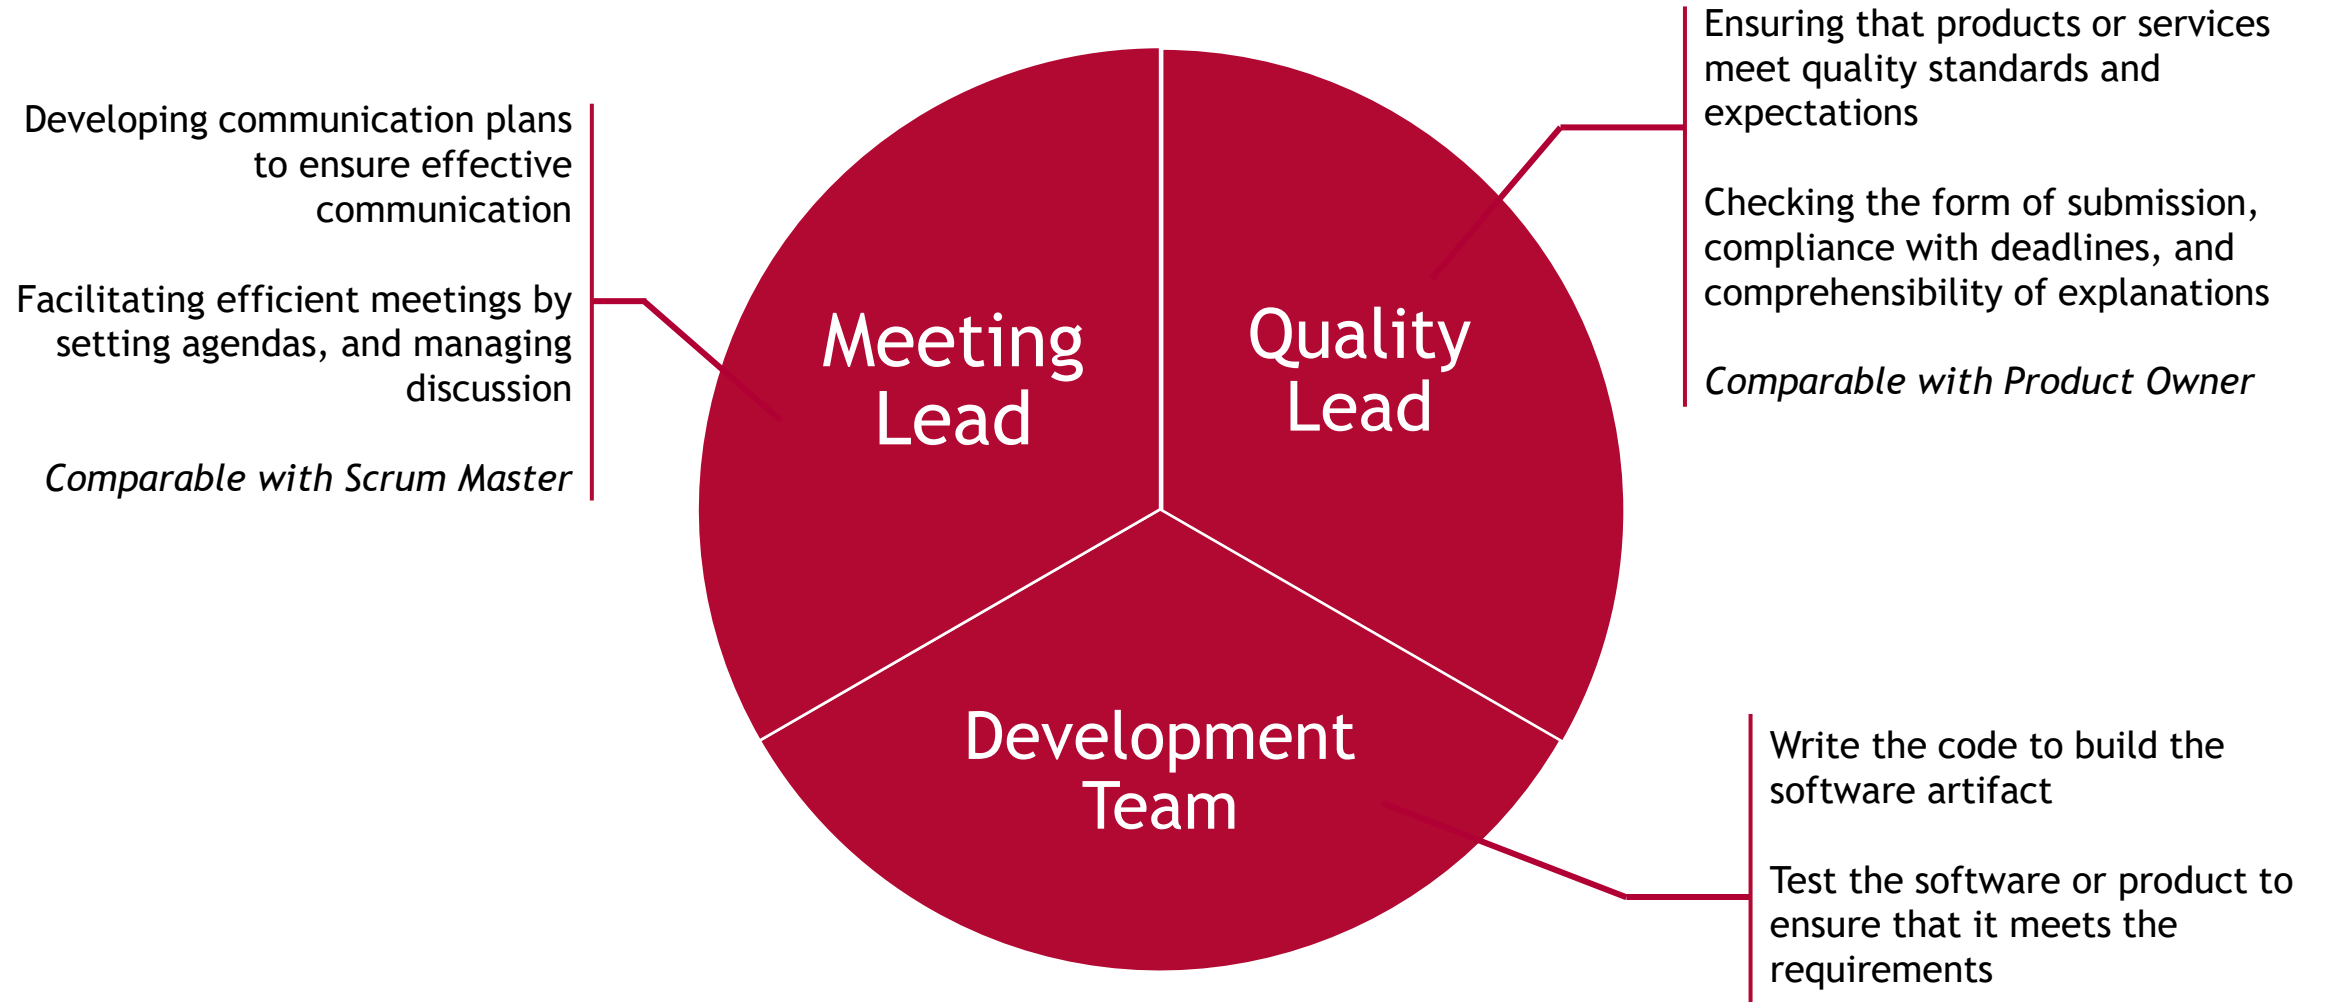 Developing communication plans
to ensure effective
communication
Facilitating efficient meetings by
setting agendas, and managing
discussion
Comparable with Scrum Master
Meeting
Lead
Quality
Lead
Ensuring that products or services
meet quality standards and
expectations
Checking the form of submission,
compliance with deadlines, and
comprehensibility of explanations
Comparable with Product Owner
Development
Team
Write the code to build the
software artifact
Test the software or product to
ensure that it meets the
requirements